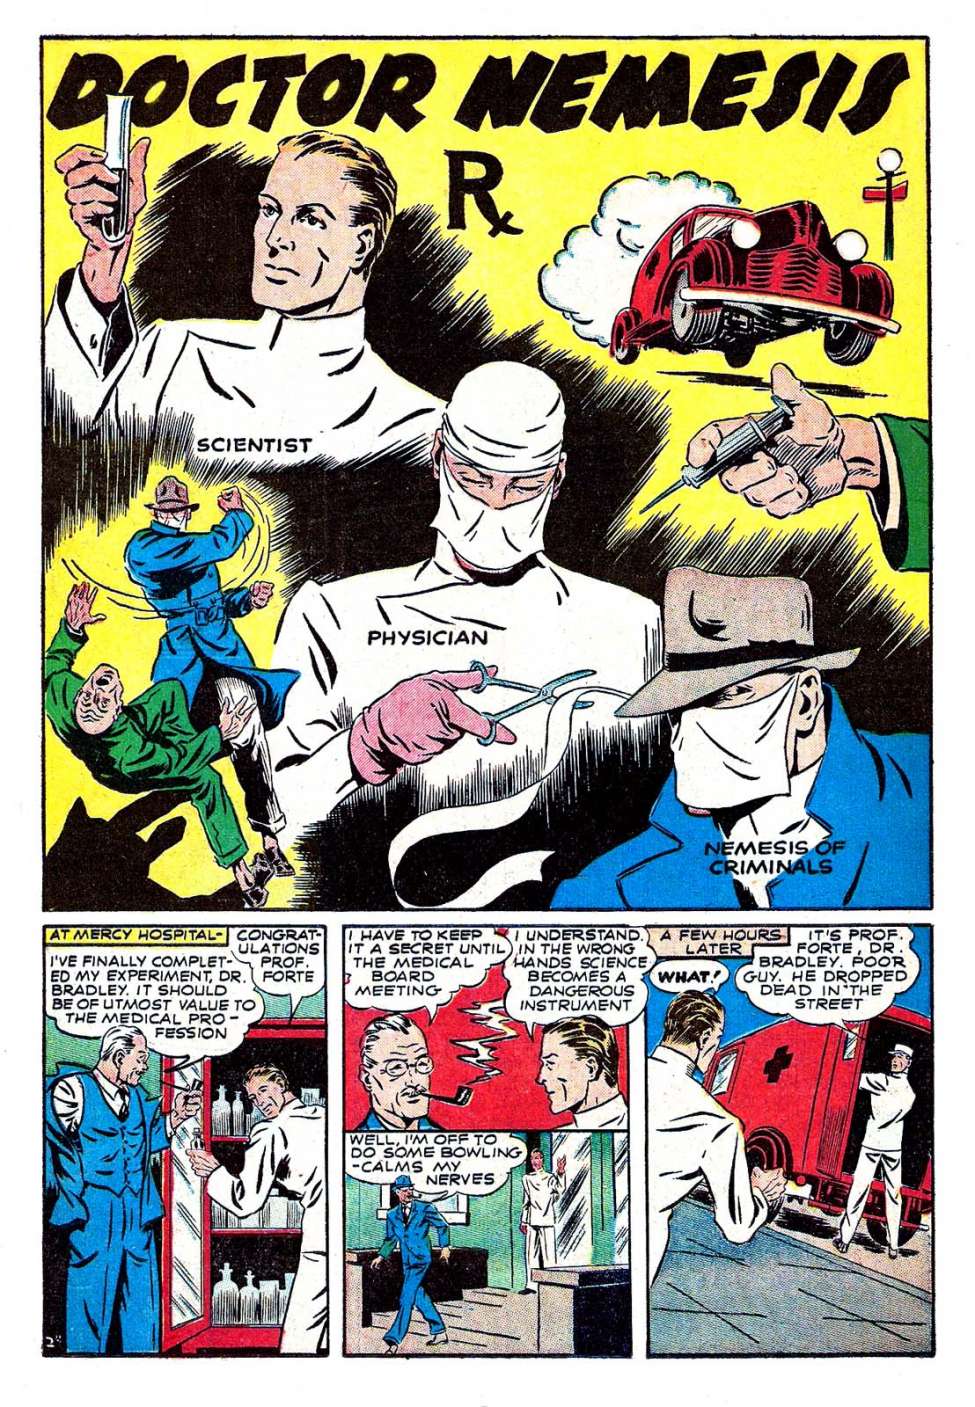 DOCTOR NEMESIS
Rx
SCIENTIST
PHYSICIAN
NEMESIS OF
CRIMINALS
AT MERCY HOSPITAL-
I'VE FINALLY COMPLET-
ED MY EXPERIMENT, DR.
BRADLEY. IT SHOULD
BE OF UTMOST VALUE TO
THE MEDICAL PRO-
FESSION
CONGRAT-
ULATIONS
PROF.
FORTE
I HAVE TO KEEP
IT A SECRET UNTIL
THE MEDICAL
BOARD
MEETING
I UNDERSTAND.
IN THE WRONG
HANDS SCIENCE
BECOMES A
DANGEROUS
INSTRUMENT
WELL, I'M OFF TO
DO SOME BOWLING
-CALMS MY
NERVES
A FEW HOURS
LATER
WHAT!
IT'S PROF.
FORTE, DR.
BRADLEY. POOR
GUY. HE DROPPED
DEAD IN THE
STREET